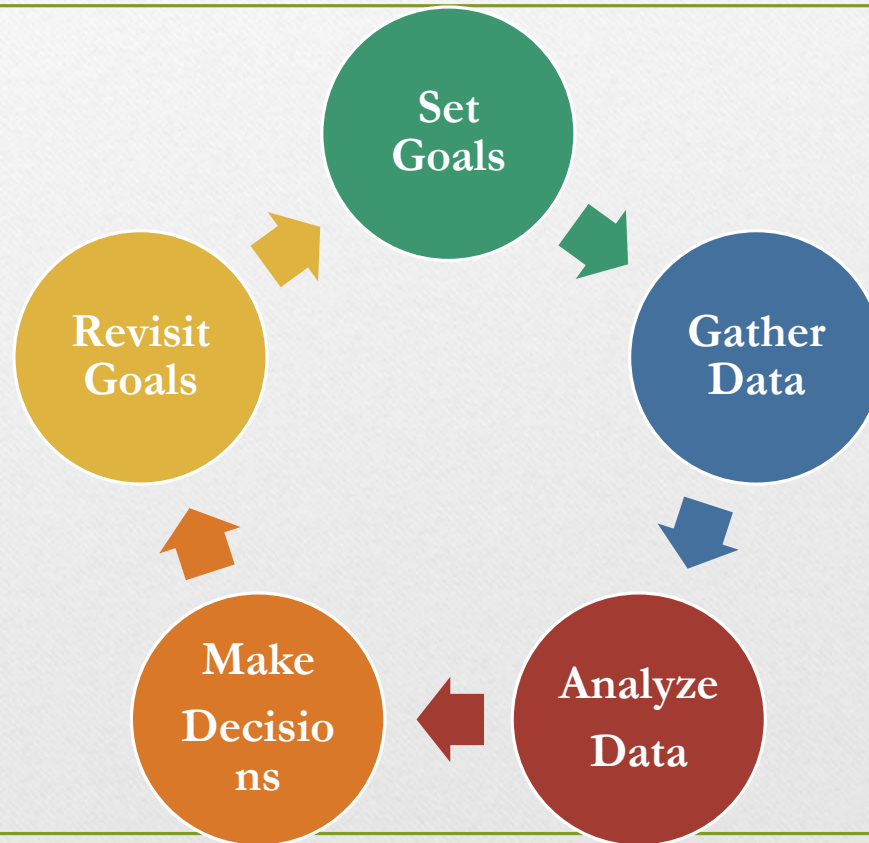 Set
Goals
Gather
Data
Analyze
Data
Make
Decisio
ns
Revisit
Goals